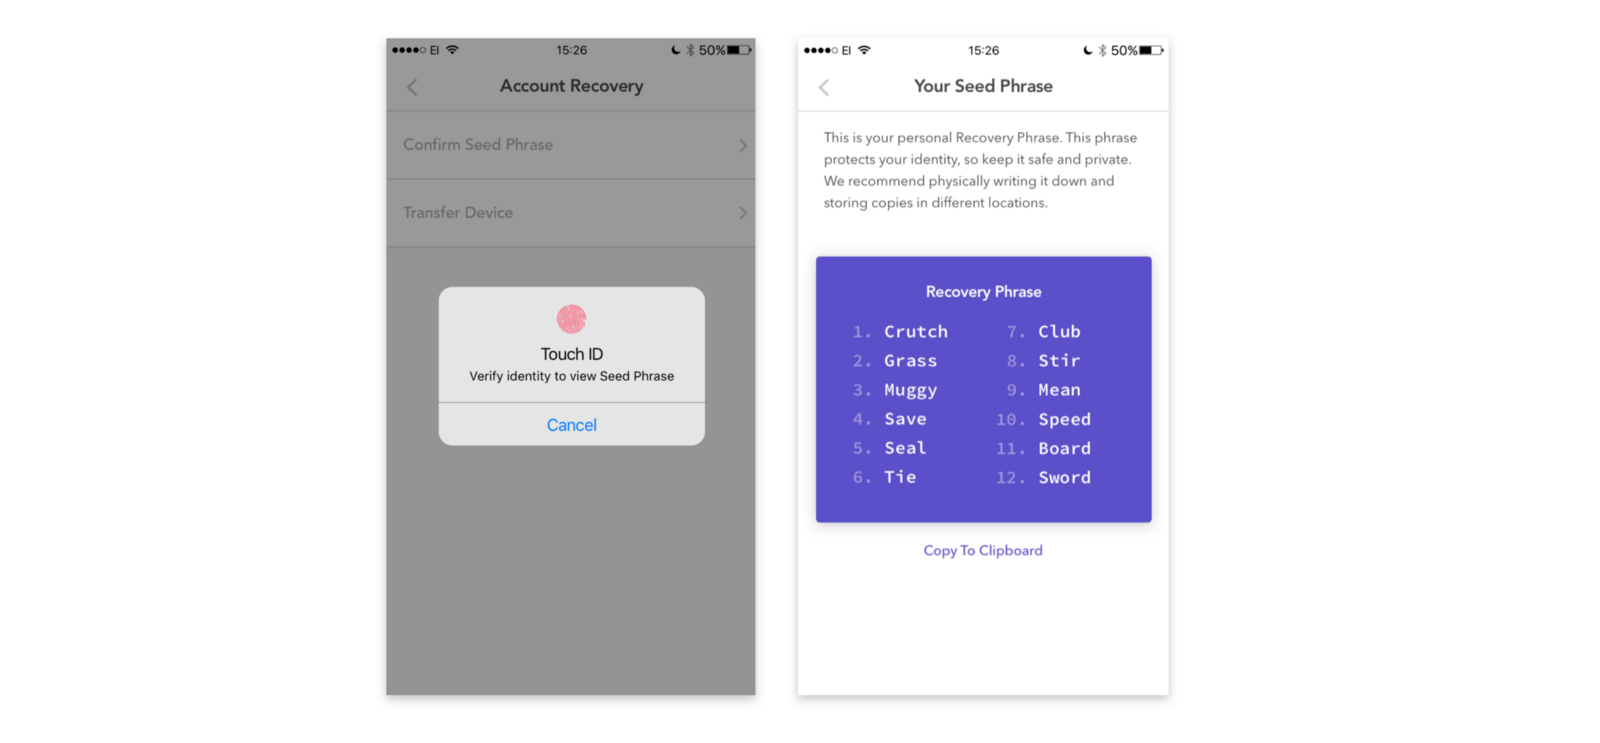 EI 15:26 50%
Account Recovery
Confirm Seed Phrase
Transfer Device
Touch ID
Verify identity to view Seed Phrase
Cancel
EI 15:26 50%
Your Seed Phrase
This is your personal Recovery Phrase. This phrase
protects your identity, so keep it safe and private.
We recommend physically writing it down and
storing copies in different locations.
Recovery Phrase
1. Crutch
2. Grass
3. Muggy
4. Save
5. Seal
6. Tie
7. Club
8. Stir
9. Mean
10. Speed
11. Board
12. Sword
Copy To Clipboard